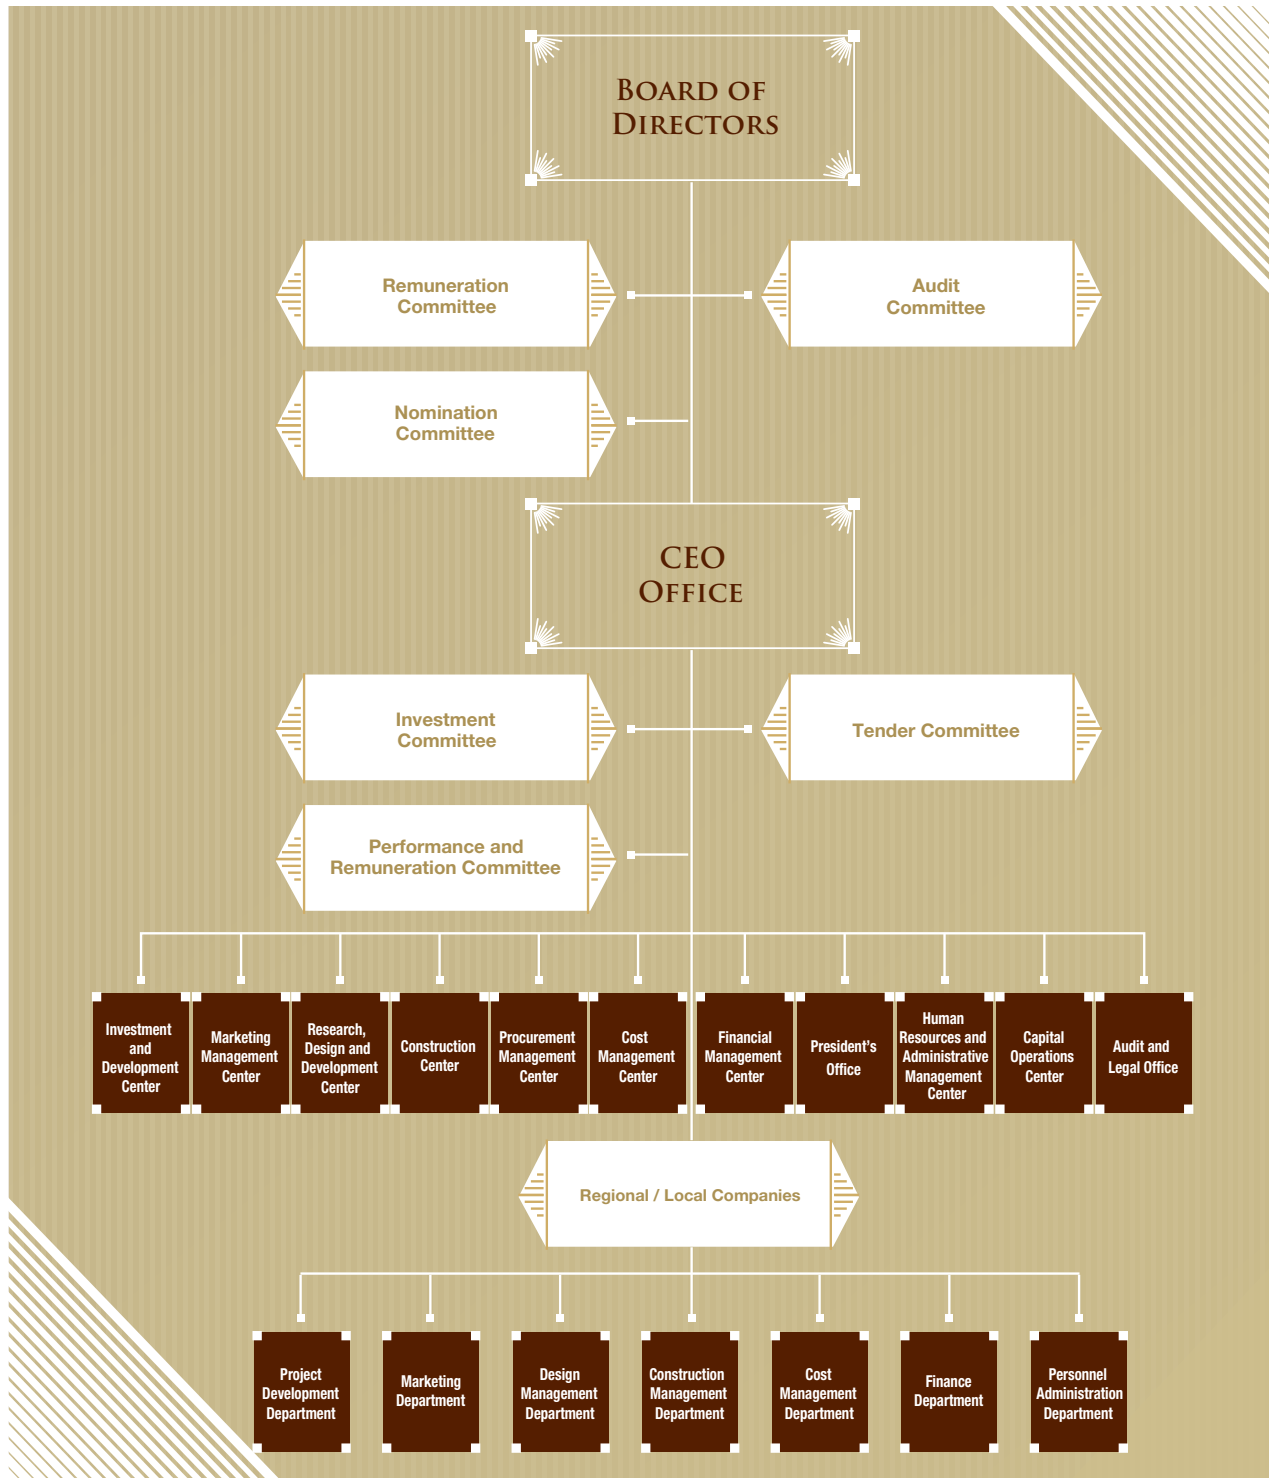 BOARD OF
DIRECTORS
Remuneration
Committee
Audit
Committee
Nomination
Committee
CEO
OFFICE
Investment
Committee
Tender Committee
Performance and
Remuneration Committee
Investment
and
Development
Center
Marketing
Management
Center
Research,
Design and
Development
Center
Construction
Center
Procurement
Management
Center
Cost
Management
Center
Financial
Management
Center
President's
Office
Human
Resources and
Administrative
Management
Center
Capital
Operations
Center
Audit and
Legal Office
Regional / Local Companies
Project
Development
Department
Marketing
Department
Design
Management
Department
Construction
Management
Department
Cost
Management
Department
Finance
Department
Personnel
Administration
Department